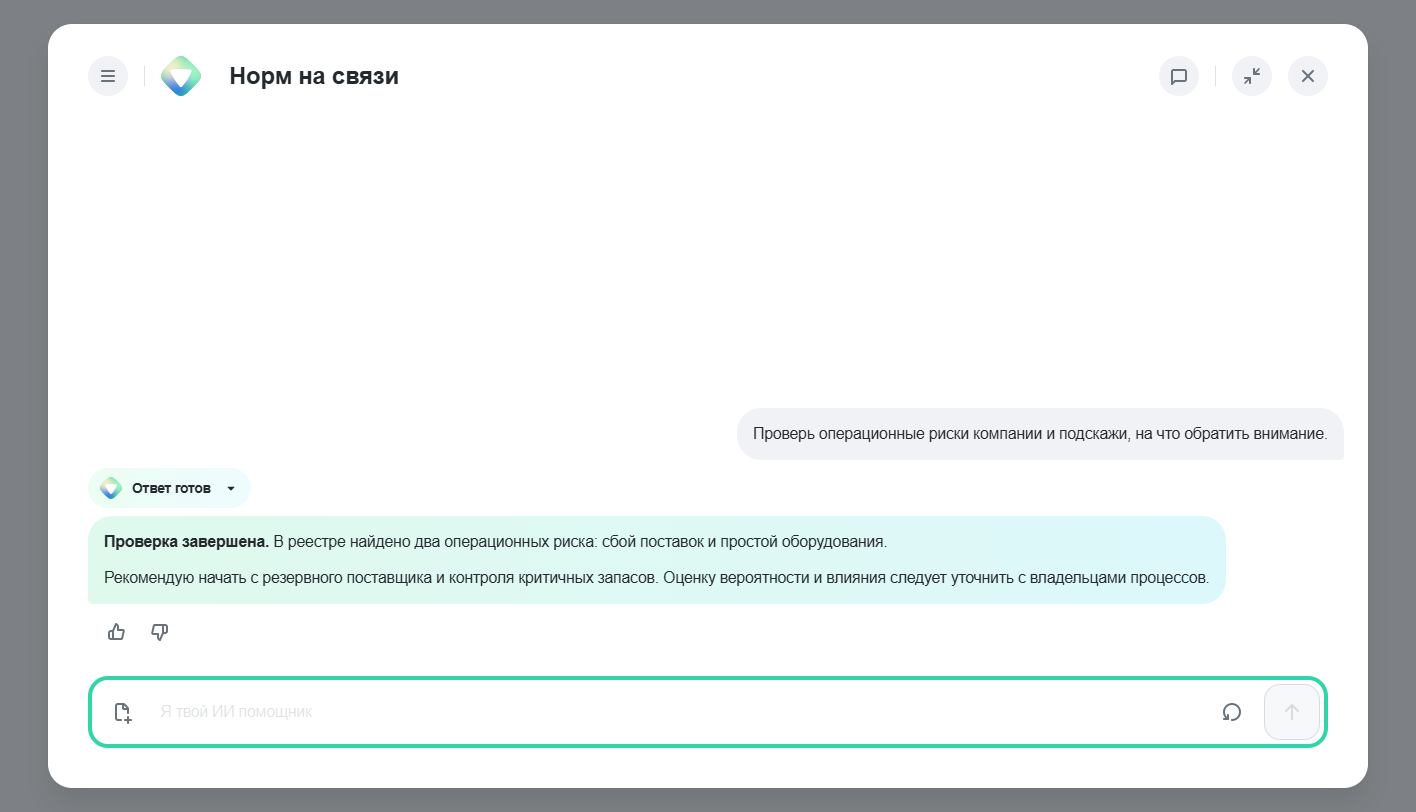 Норм на связи
Проверь операционные риски компании и подскажи, на что обратить внимание.
Ответ готов
Проверка завершена. В реестре найдено два операционных риска: сбой поставок и простой оборудования.
Рекомендую начать с резервного поставщика и контроля критичных запасов. Оценку вероятности и влияния следует уточнить с владельцами процессов.
Я твой ИИ помощник